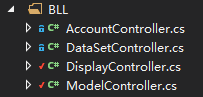 BLL
C# AccountController.cs
C# DataSetController.cs
C# DisplayController.cs
C# ModelController.cs